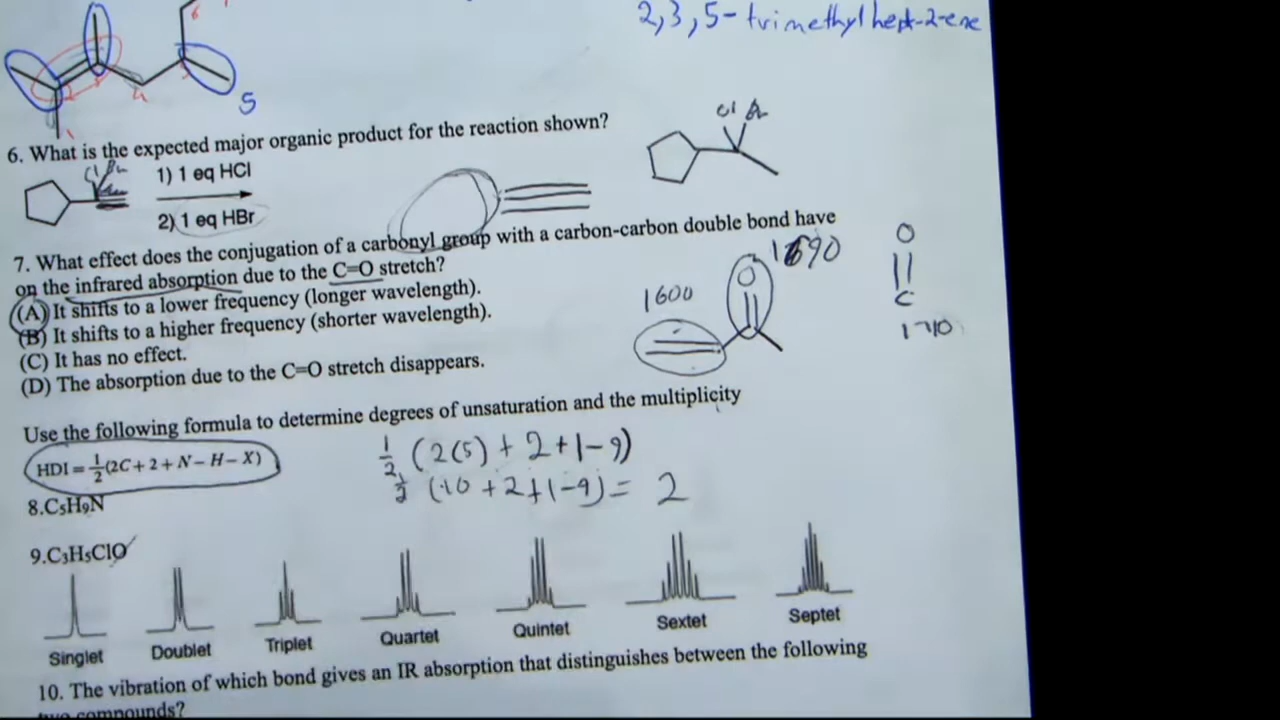 2,3,5-trimethylhept-2-ene
5
4
6. What is the expected major organic product for the reaction shown?
Cl Br
Cl Br
1) 1 eq HCl
2) 1 eq HBr
7. What effect does the conjugation of a carbonyl group with a carbon-carbon double bond have
on the infrared absorption due to the C=O stretch?
(A) It shifts to a lower frequency (longer wavelength).
(B) It shifts to a higher frequency (shorter wavelength).
(C) It has no effect.
(D) The absorption due to the C=O stretch disappears.
1600
O
1690
O
C
1710
Use the following formula to determine degrees of unsaturation and the multiplicity
HDI = ½(2C + 2 + N – H – X)
½ (2(5) + 2 + 1 – 9)
½ (10 + 2 + 1 – 9) = 2
8.C₅H₉N
9.C₃H₅ClO
Singlet Doublet Triplet Quartet Quintet Sextet Septet
10. The vibration of which bond gives an IR absorption that distinguishes between the following
two compounds?